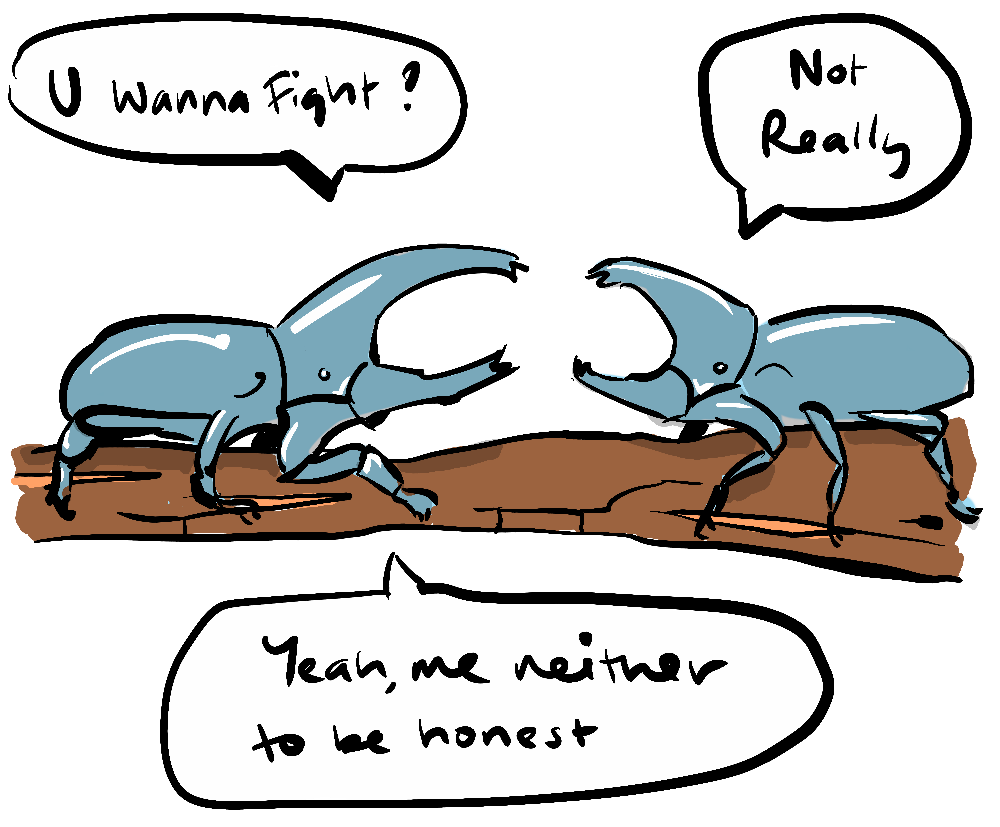 U Wanna Fight?
Not
Really
Yeah, me neither
to be honest